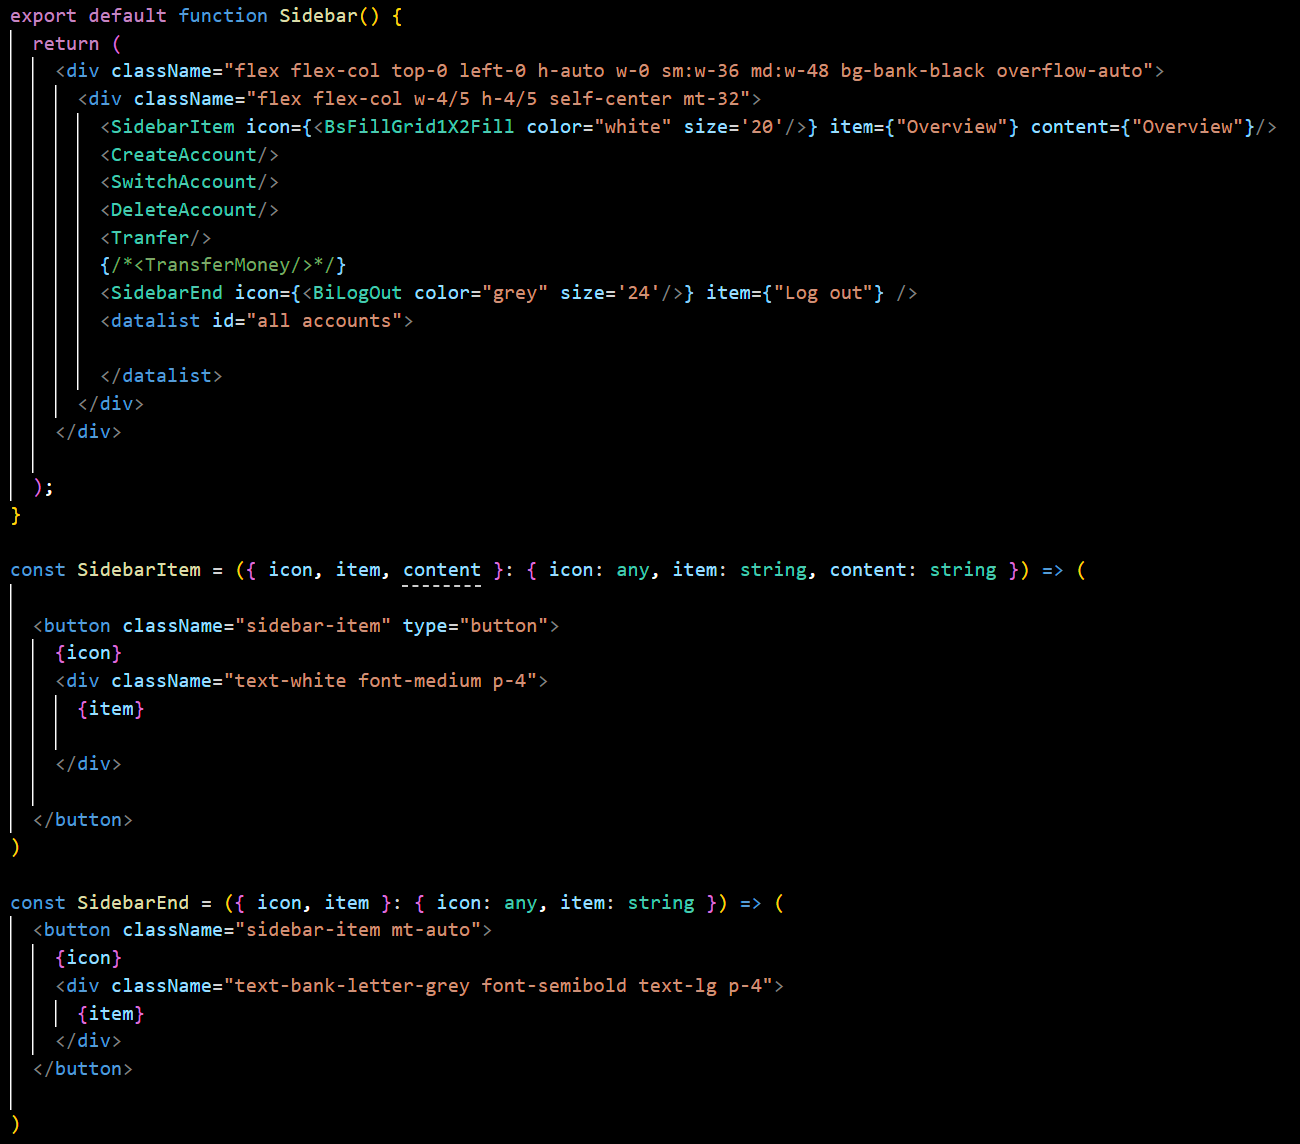 export default function Sidebar() {
return (
<div className="flex flex-col top-0 left-0 h-auto w-0 sm:w-36 md:w-48 bg-bank-black overflow-auto">
<div className="flex flex-col w-4/5 h-4/5 self-center mt-32">
<SidebarItem icon={<BsFillGrid1X2Fill color="white" size='20'/>} item={"Overview"} content={"Overview"}/>
<CreateAccount/>
<SwitchAccount/>
<DeleteAccount/>
<Tranfer/>
{/*<TransferMoney/>*/}
<SidebarEnd icon={<BiLogOut color="grey" size='24'/>} item={"Log out"} />
<datalist id="all accounts">
</datalist>
</div>
</div>
);
}
const SidebarItem = ({ icon, item, content }: { icon: any, item: string, content: string }) => (
<button className="sidebar-item" type="button">
{icon}
<div className="text-white font-medium p-4">
{item}
</div>
</button>
)
const SidebarEnd = ({ icon, item }: { icon: any, item: string }) => (
<button className="sidebar-item mt-auto">
{icon}
<div className="text-bank-letter-grey font-semibold text-lg p-4">
{item}
</div>
</button>
)